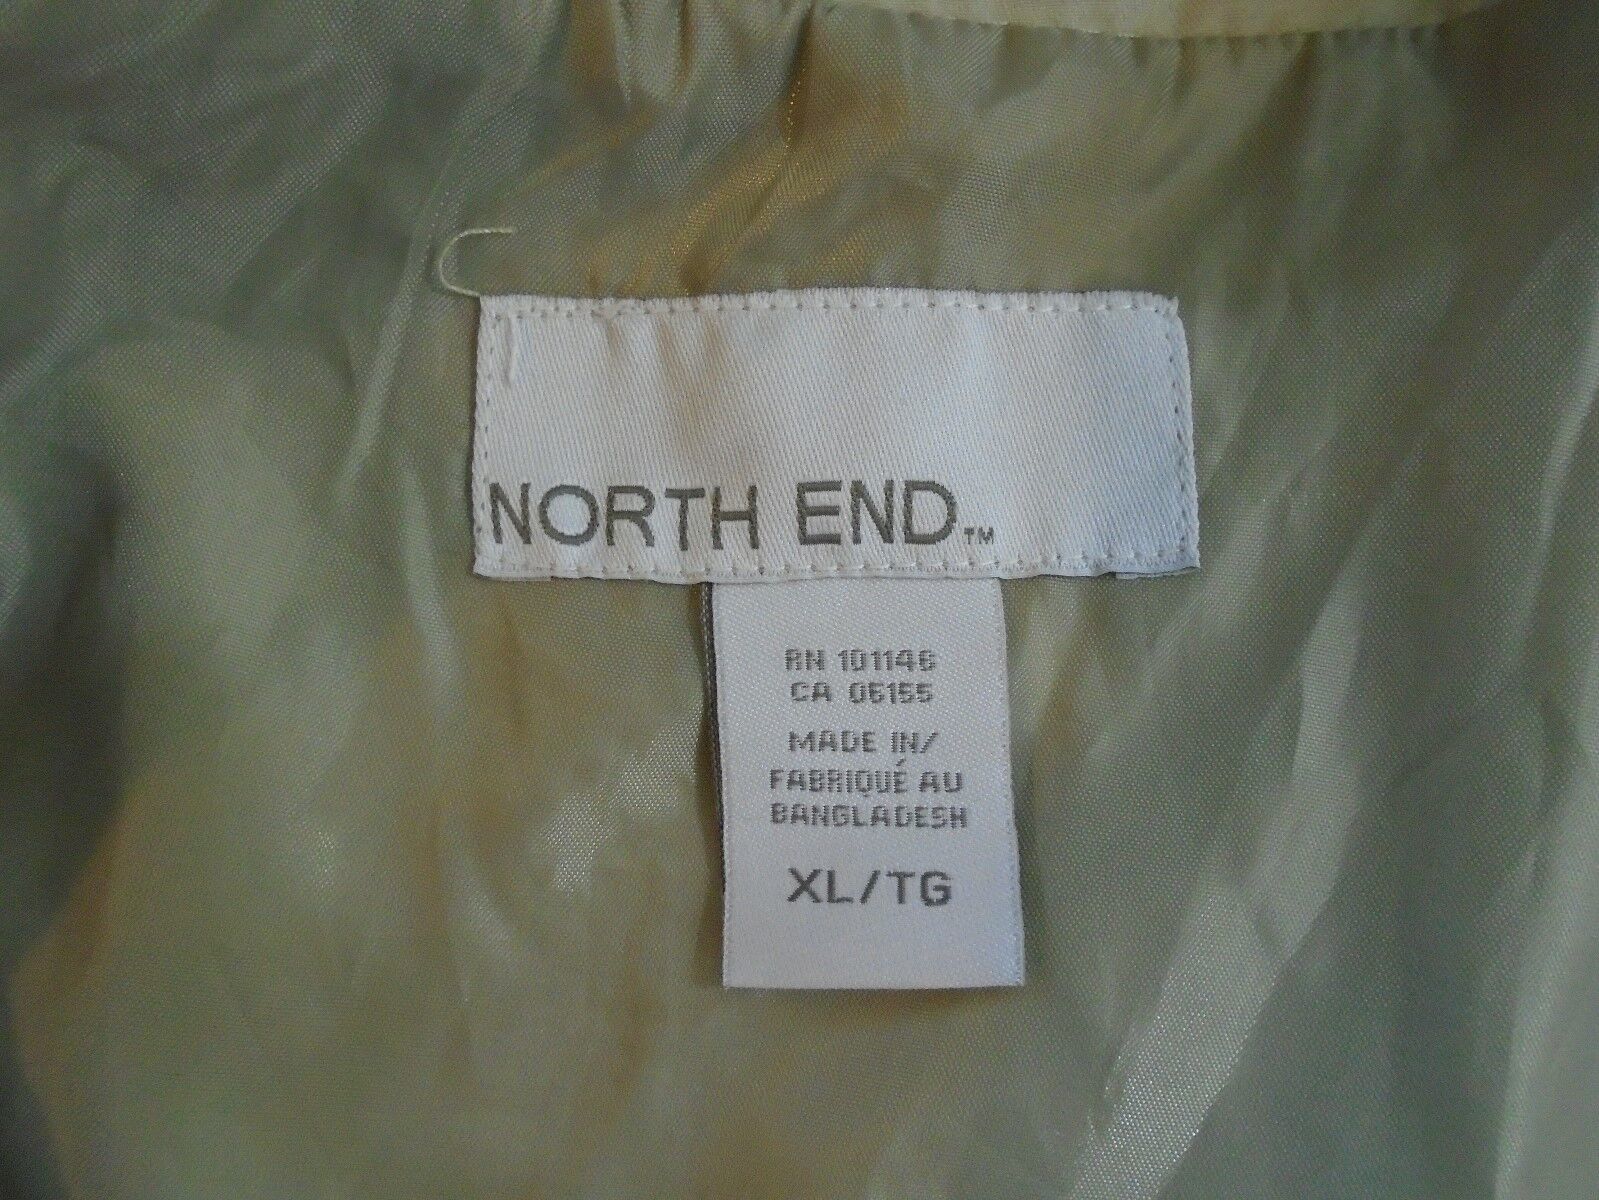 NORTH END™
RN 101146
CA 06155
MADE IN/
FABRIQUÉ AU
BANGLADESH
XL/TG